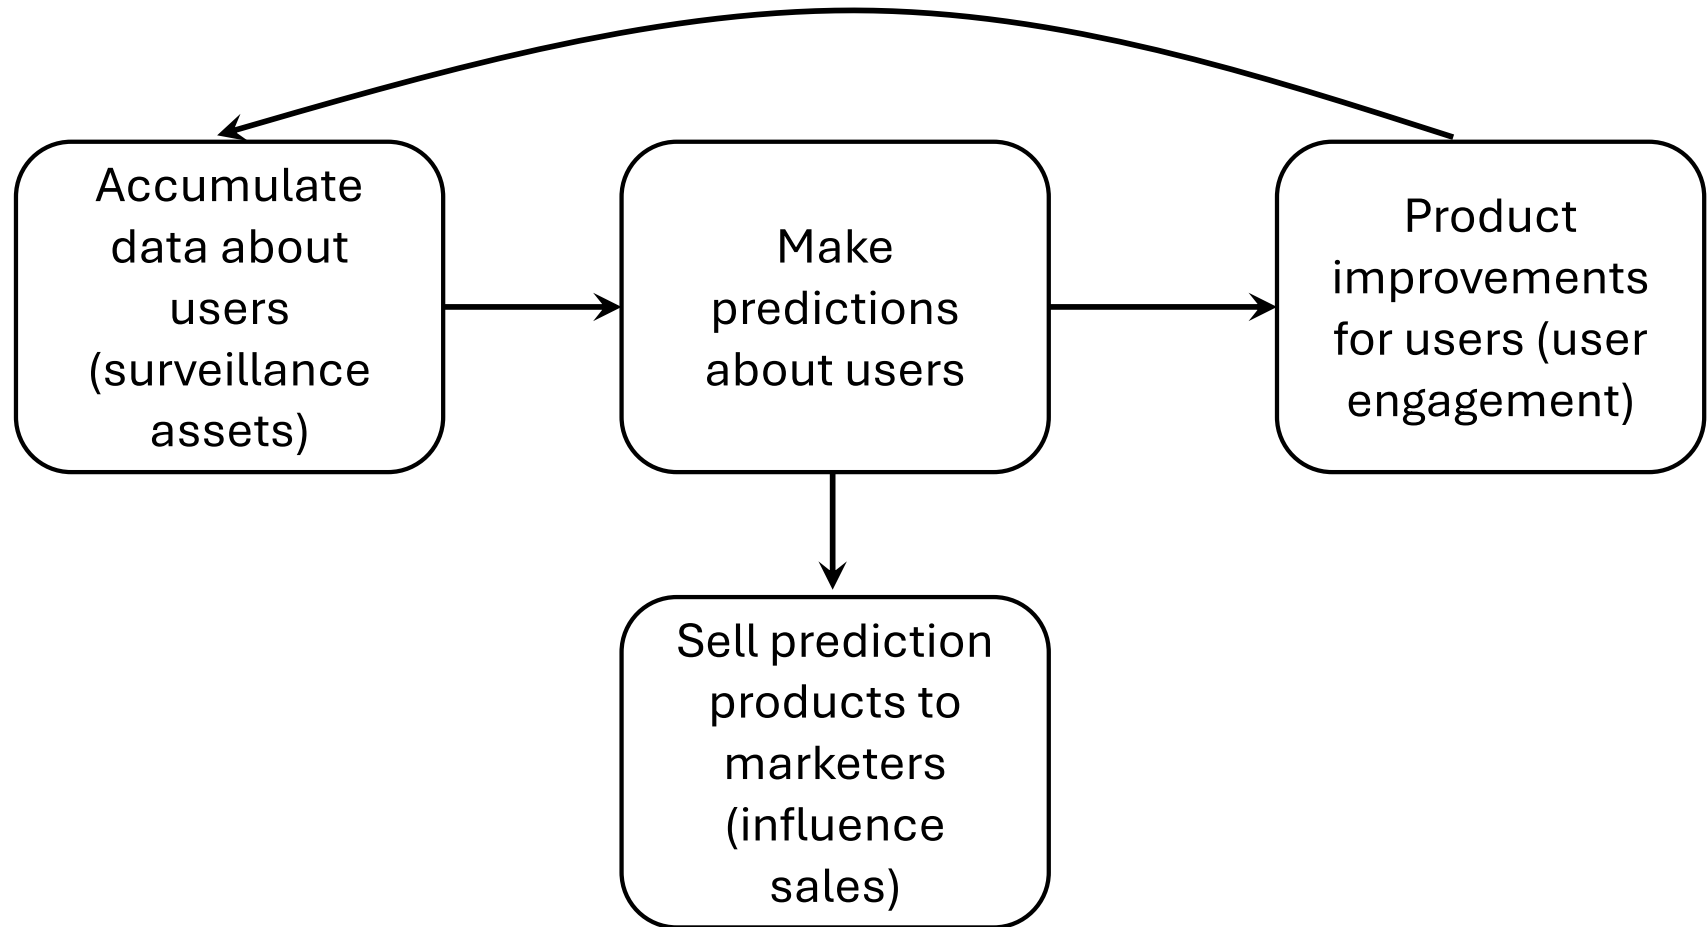 Accumulate
data about
users
(surveillance
assets)
Make
predictions
about users
Product
improvements
for users (user
engagement)
Sell prediction
products to
marketers
(influence
sales)